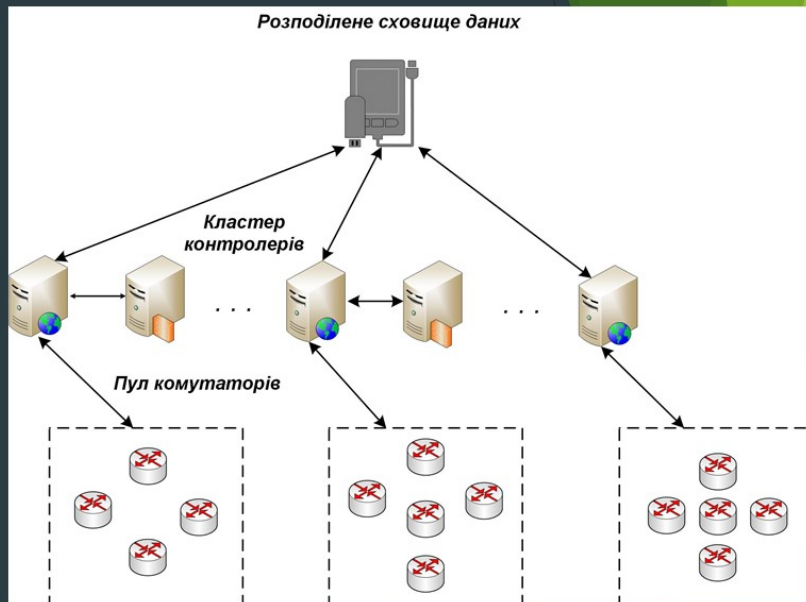 Розподілене сховище даних
Кластер
контролерів
. . .
. . .
Пул комутаторів